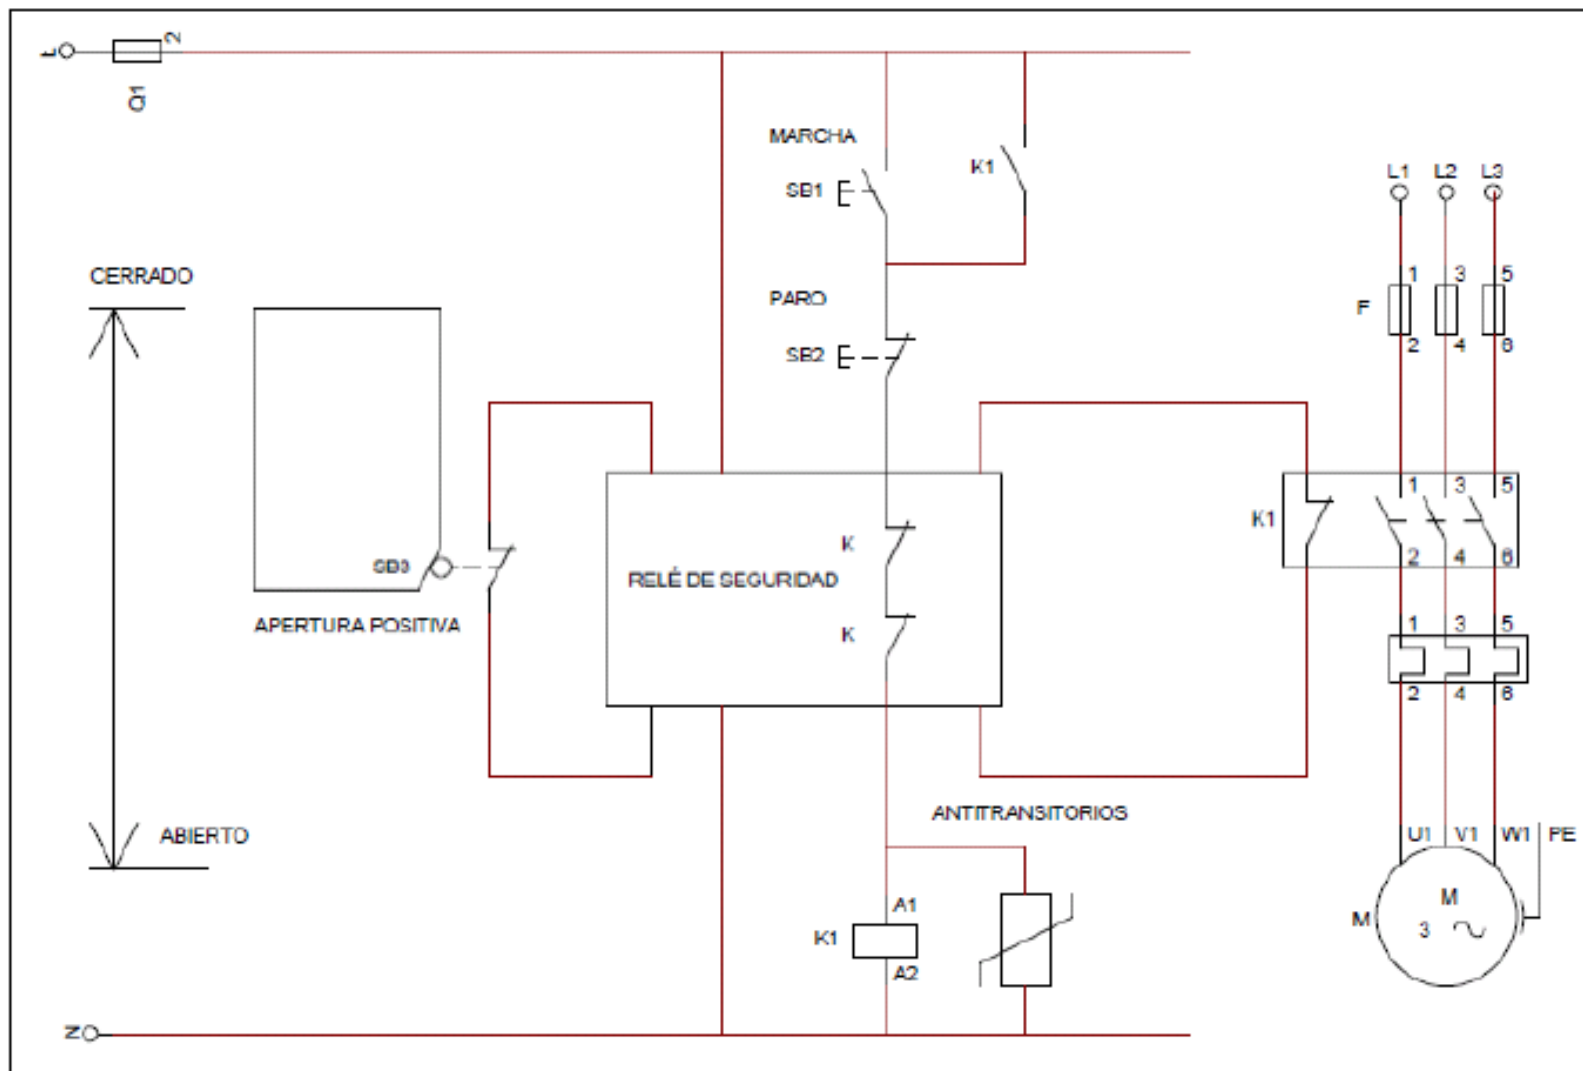 L
2
Q1
MARCHA
SB1
K1
L1 L2 L3
CERRADO
1 3 5
PARO
F
SB2
2 4 6
K1
1 3 5
K
SB3
RELÉ DE SEGURIDAD
2 4 6
APERTURA POSITIVA
K
1 3 5
2 4 6
ANTITRANSITORIOS
ABIERTO
U1 V1 W1 PE
A1
M
M
3
K1
A2
N